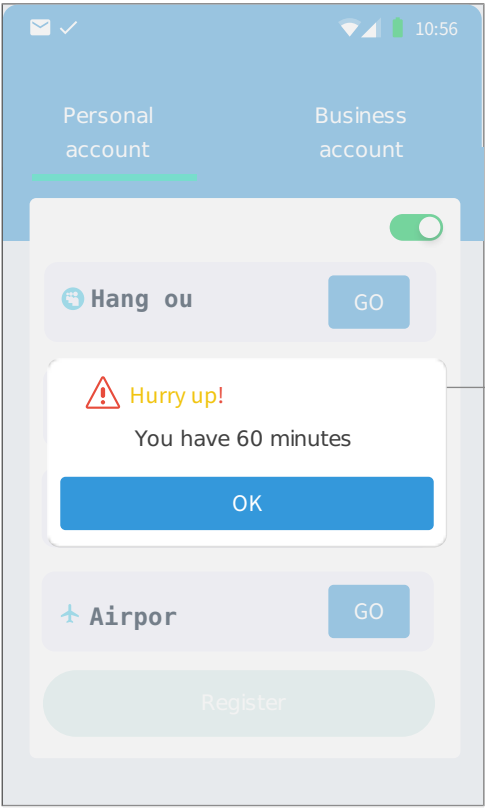 10:56
Personal
account
Business
account
Hang ou
GO
Hurry up!
You have 60 minutes
OK
Airpor
GO
Register